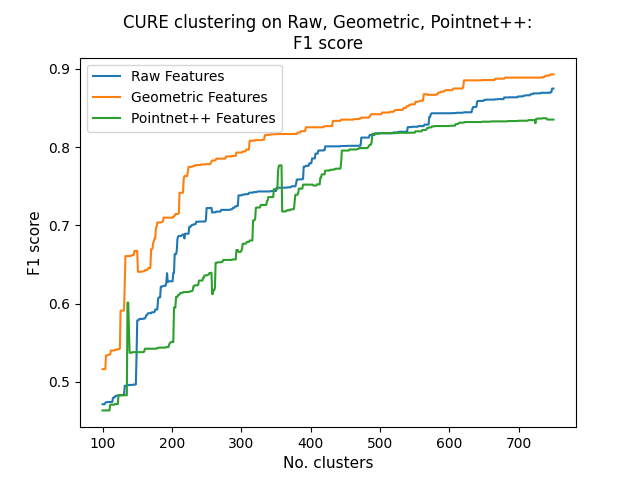 CURE clustering on Raw, Geometric, Pointnet++:
F1 score
Raw Features
Geometric Features
Pointnet++ Features
F1 score
0.9
0.8
0.7
0.6
0.5
100 200 300 400 500 600 700
No. clusters